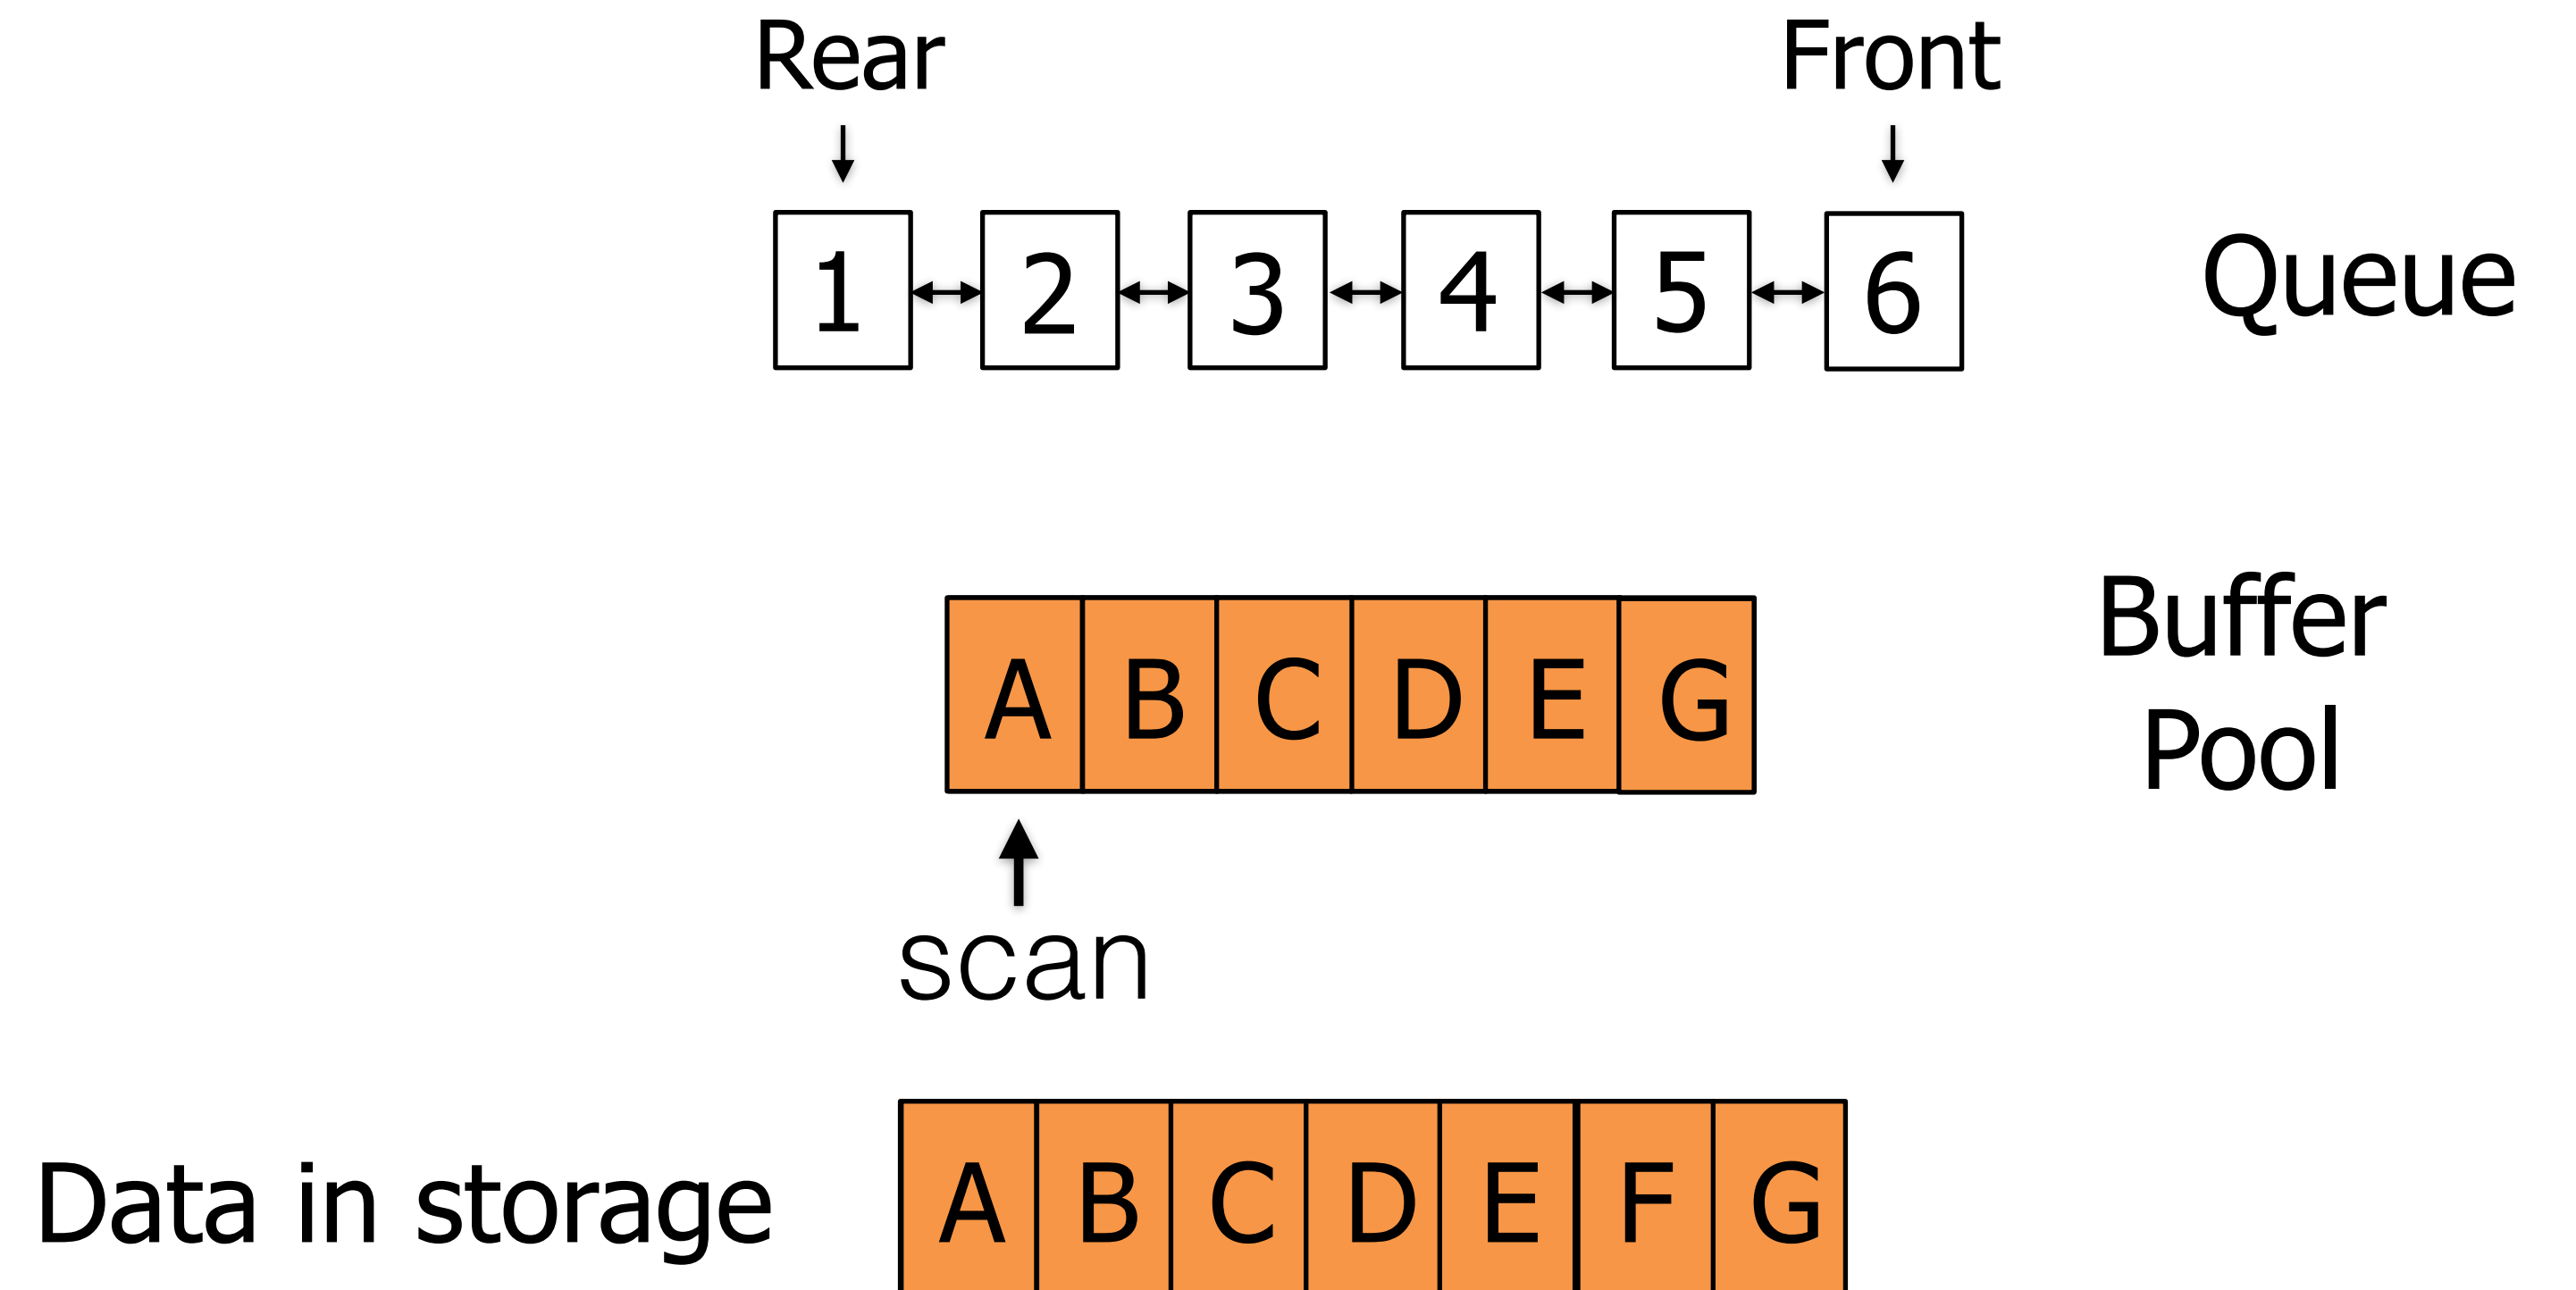 Rear Front
1 2 3 4 5 6 Queue
Buffer
A B C D E G
Pool
scan
Data in storage A B C D E F G